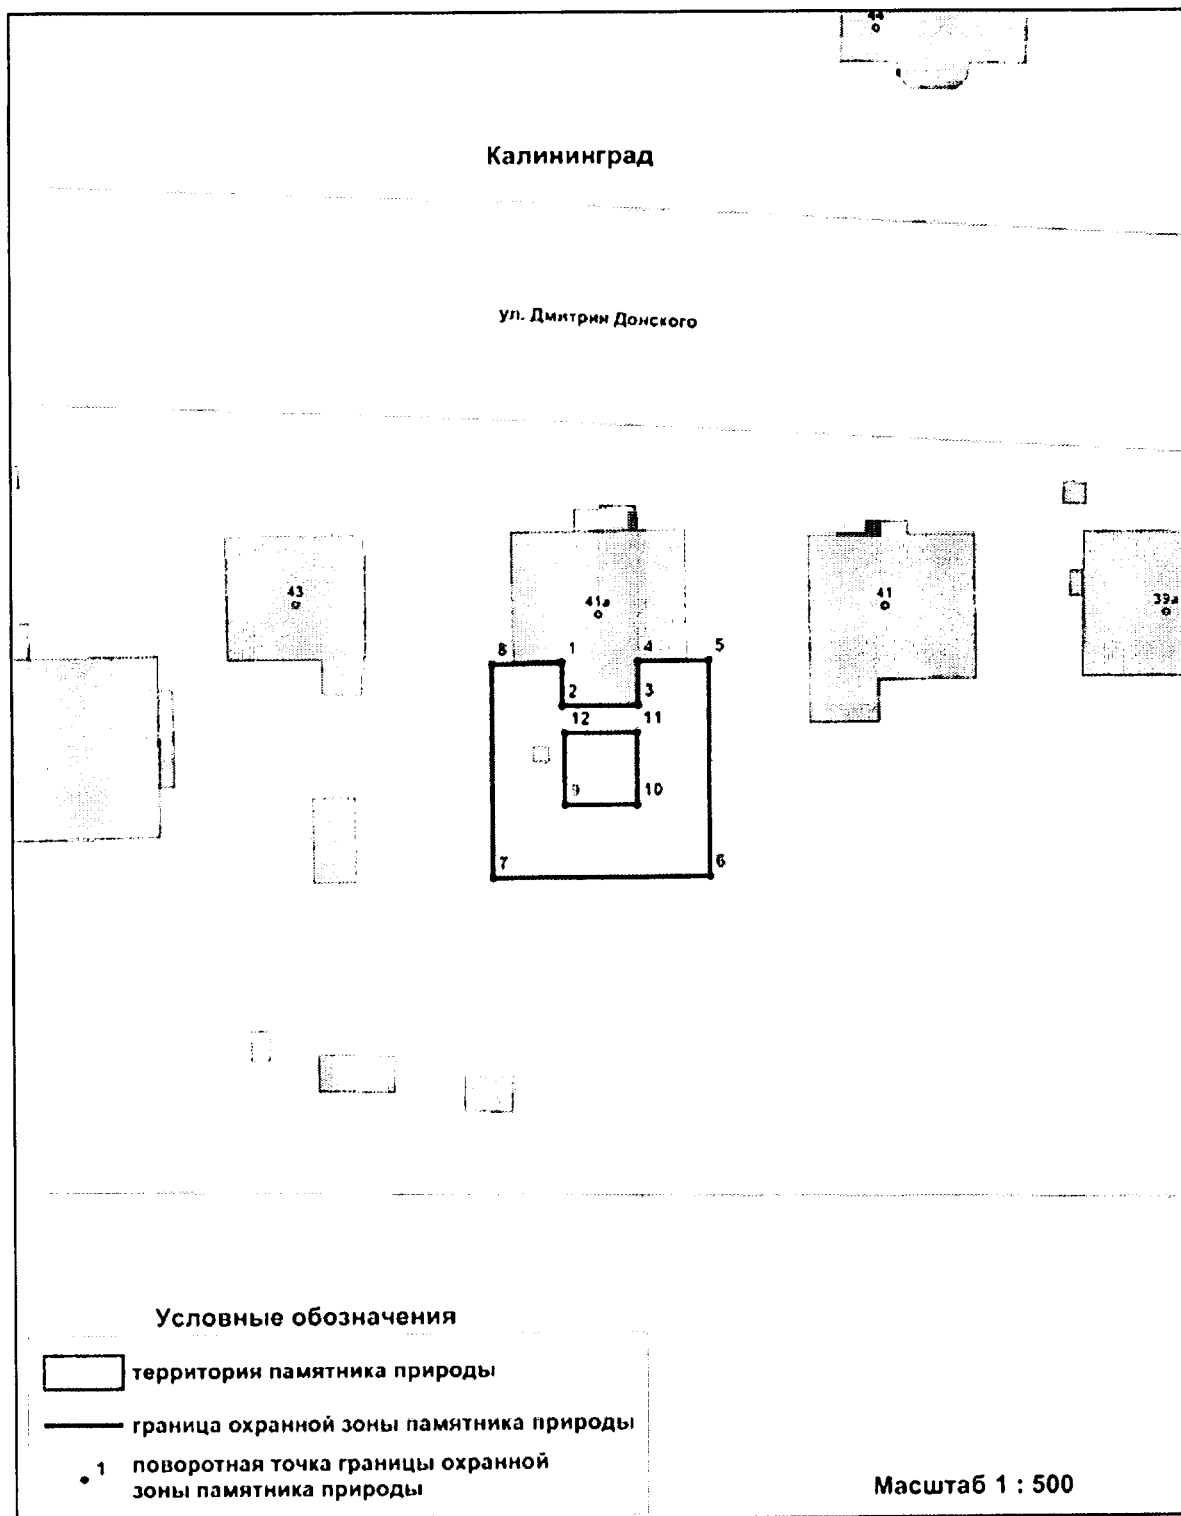 44
Калининград
ул. Дмитрия Донского
43
41а
41
39а
8
1
4
5
2
3
12
11
9
10
7
6
Условные обозначения
территория памятника природы
граница охранной зоны памятника природы
1 поворотная точка границы охранной
зоны памятника природы
Масштаб 1 : 500